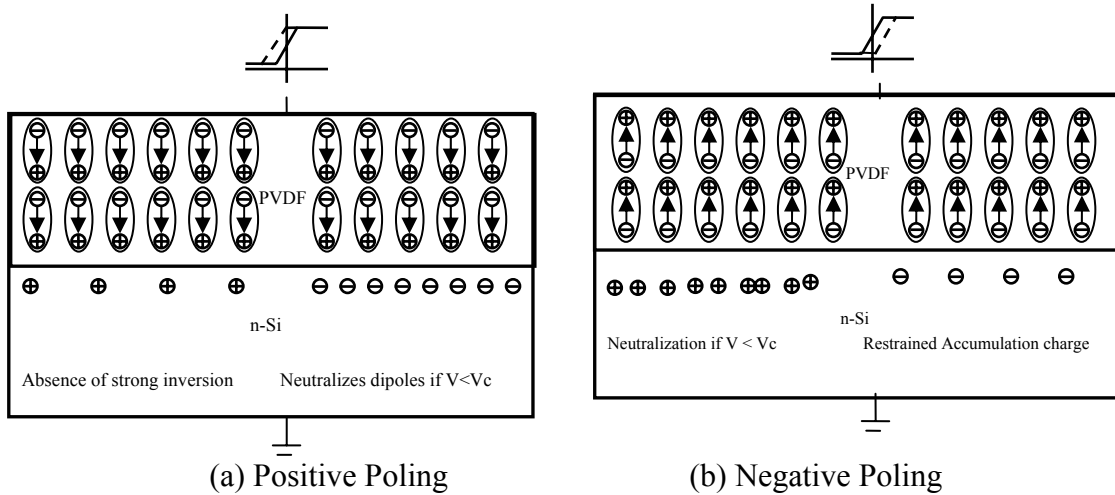 PVDF
n-Si
Absence of strong inversion
Neutralizes dipoles if V<Vc
(a) Positive Poling
PVDF
n-Si
Neutralization if V < Vc
Restrained Accumulation charge
(b) Negative Poling